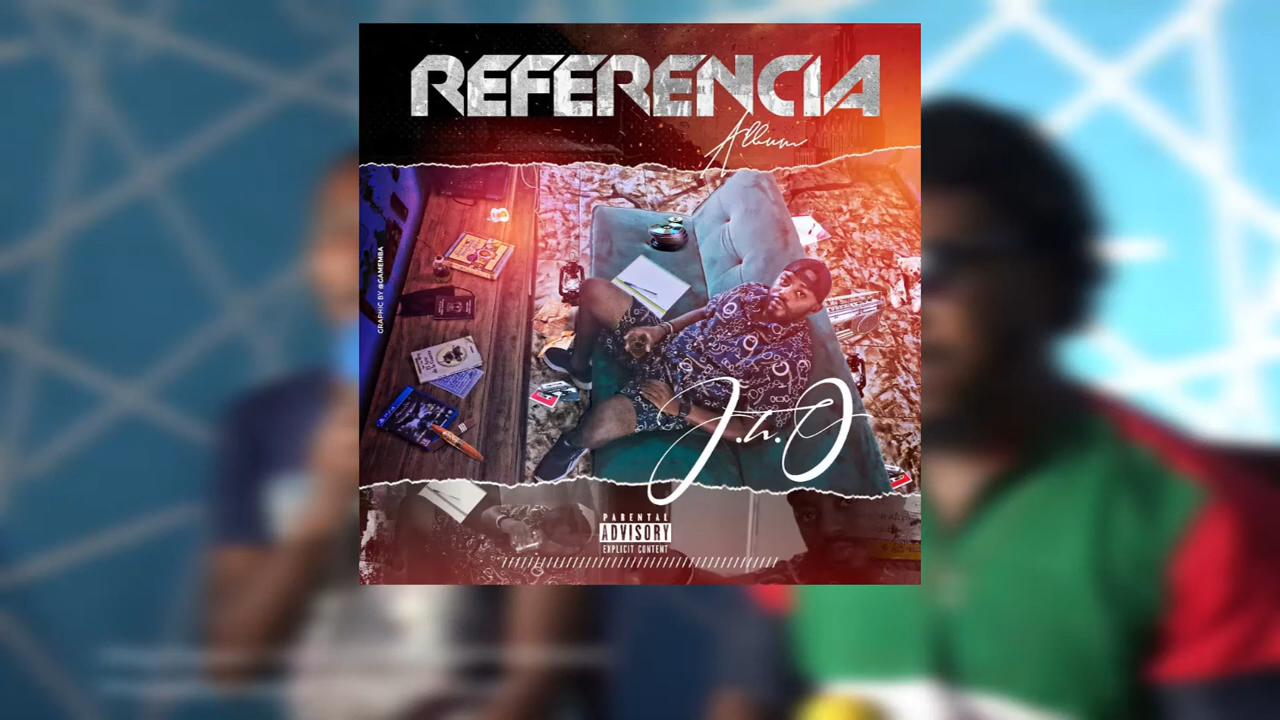 REFERENCIA
Album
GRAPHIC BY @GAMEMBA
J.h.O
PARENTAL
ADVISORY
EXPLICIT CONTENT